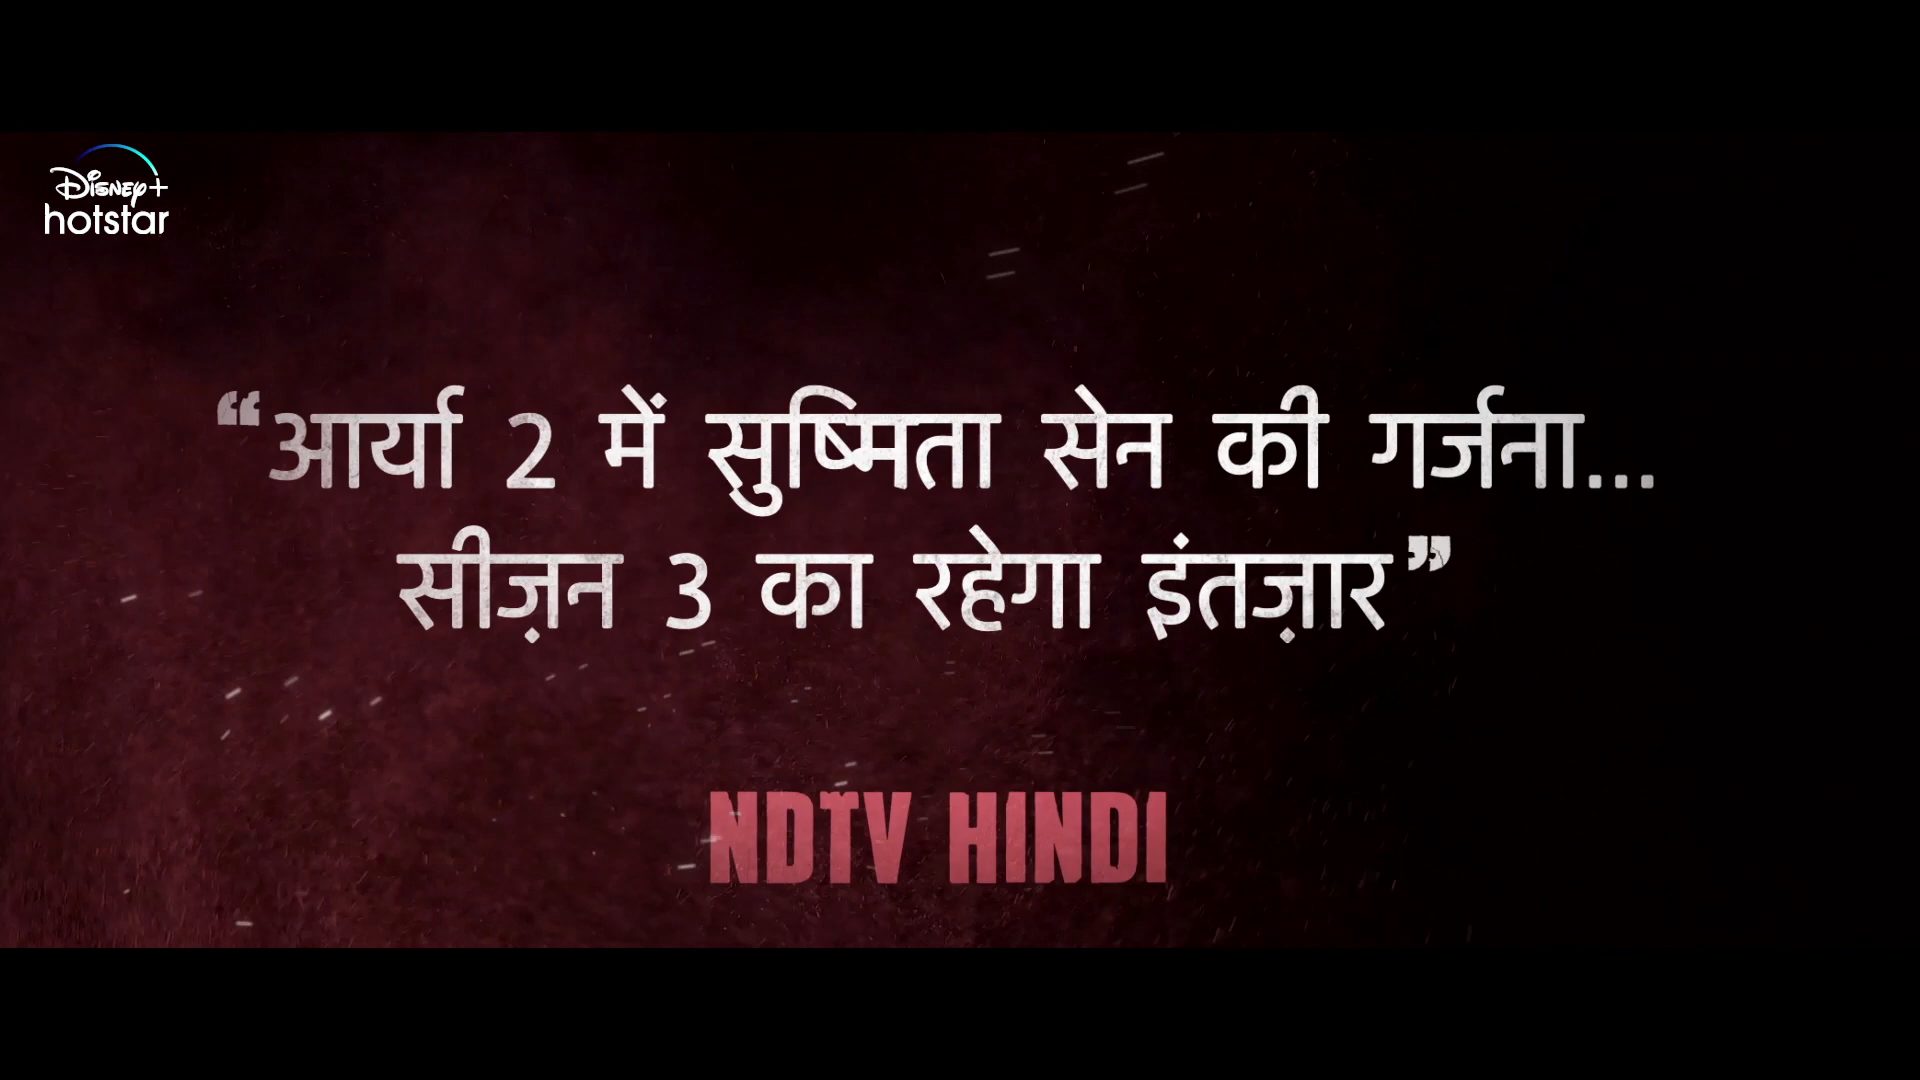 Disney+
hotstar
“आर्या 2 में सुष्मिता सेन की गर्जना...
सीज़न 3 का रहेगा इंतज़ार”
NDTV HINDI